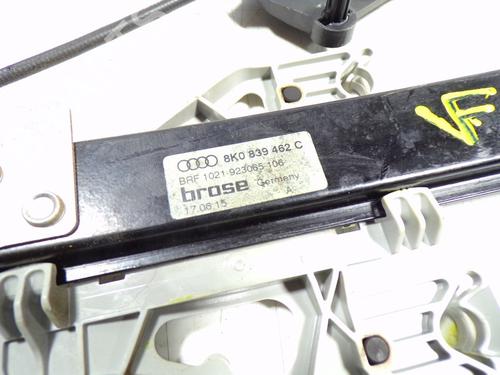 8K0 839 462 C
BRF 1021-923065-106
brose Germany
17.06.15 A
VF